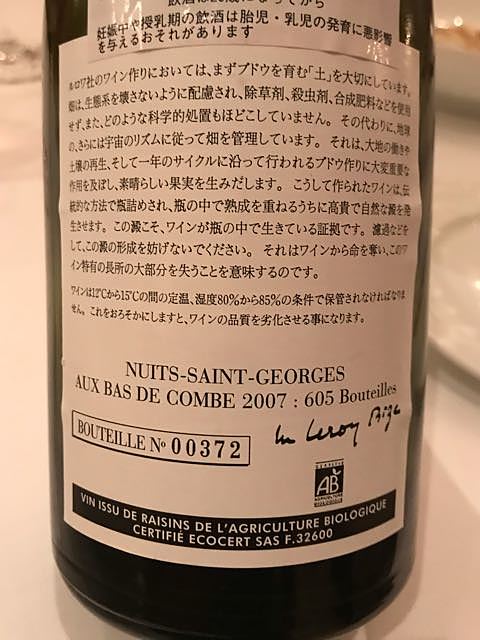 飲酒は20歳になってから
妊娠中や授乳期の飲酒は胎児・乳児の発育に悪影響
を与えるおそれがあります
ルロワ社のワイン作りにおいては、まずブドウを育む「土」を大切にしています。
畑は、生態系を壊さないように配慮され、除草剤、殺虫剤、合成肥料などを使用
せず、また、どのような科学的処置もほどこしていません。その代わりに、地球
の、さらには宇宙のリズムに従って畑を管理しています。それは、大地の働きや
土壌の再生、そして一年のサイクルに沿って行われるブドウ作りに大変重要な
作用を及ぼし、素晴らしい果実を生みだします。こうして作られたワインは、伝
統的な方法で瓶詰めされ、瓶の中で熟成を重ねるうちに高貴で自然な澱を発
生させます。この澱こそ、ワインが瓶の中で生きている証拠です。濾過などを
して、この澱の形成を妨げないでください。それはワインから命を奪い、このワ
イン特有の長所の大部分を失うことを意味するのです。
ワインは12℃から15℃の間の定温、湿度80%から85%の条件で保管されなければなりま
せん。これをおろそかにしますと、ワインの品質を劣化させる事になります。
NUITS-SAINT-GEORGES
AUX BAS DE COMBE 2007 : 605 Bouteilles
BOUTEILLE Nº 00372
Leroy Bize
AB
AGRICULTURE
BIOLOGIQUE
VIN ISSU DE RAISINS DE L'AGRICULTURE BIOLOGIQUE
CERTIFIÉ ECOCERT SAS F.32600